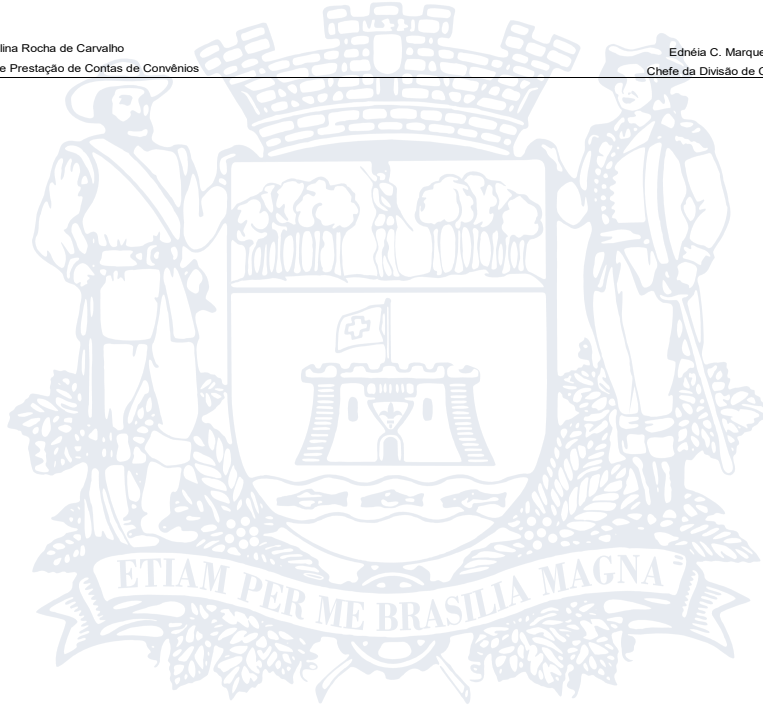 lina Rocha de Carvalho
e Prestação de Contas de Convênios
Ednéia C. Marque
Chefe da Divisão de C
ETIAM PER ME BRASILIA MAGNA